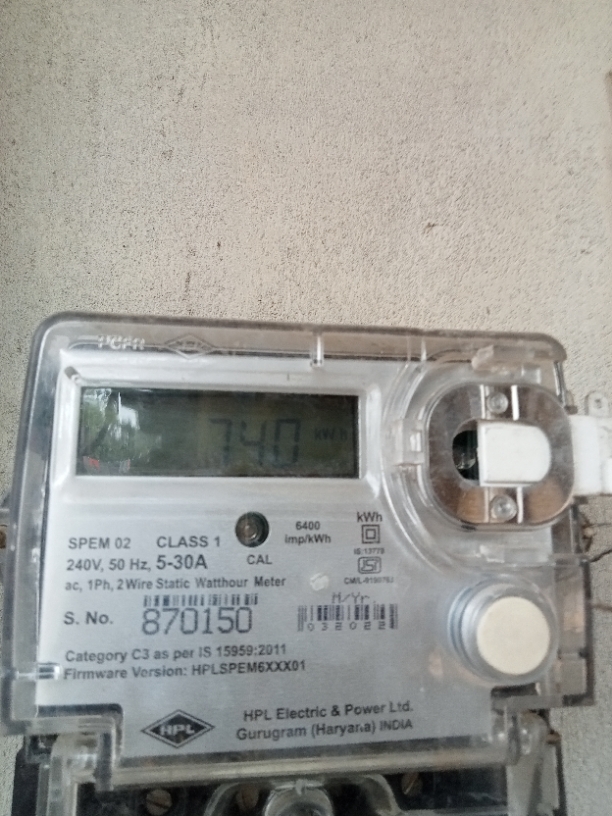 740 kWh
SPEM 02 CLASS 1
240V, 50 Hz, 5-30A
CAL
6400
imp/kWh
kWh
IS:13779
ac, 1Ph, 2 Wire Static Watthour Meter
S. No. 870150
M/Yr
032022
Category C3 as per IS 15959:2011
Firmware Version: HPLSPEM6XXX01
HPL
HPL Electric & Power Ltd.
Gurugram (Haryana) INDIA